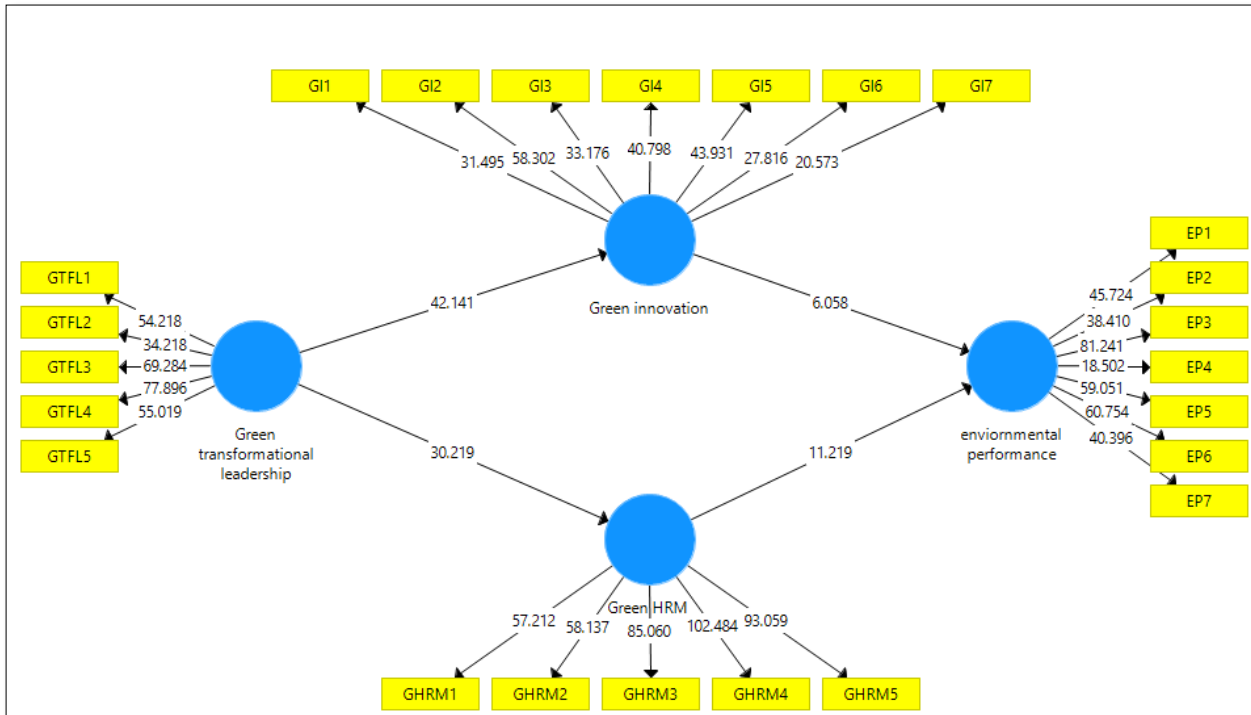 GI1 GI2 GI3 GI4 GI5 GI6 GI7
31.495 58.302 33.176 40.798 43.931 27.816 20.573
GTFL1
GTFL2
GTFL3
GTFL4
GTFL5
54.218
34.218
69.284
77.896
55.019
Green
transformational
leadership
42.141
30.219
Green innovation
6.058
11.219
EP1
EP2
EP3
EP4
EP5
EP6
EP7
45.724
38.410
81.241
18.502
59.051
60.754
40.396
enviornmental
performance
Green HRM
57.212 58.137 85.060 102.484 93.059
GHRM1 GHRM2 GHRM3 GHRM4 GHRM5